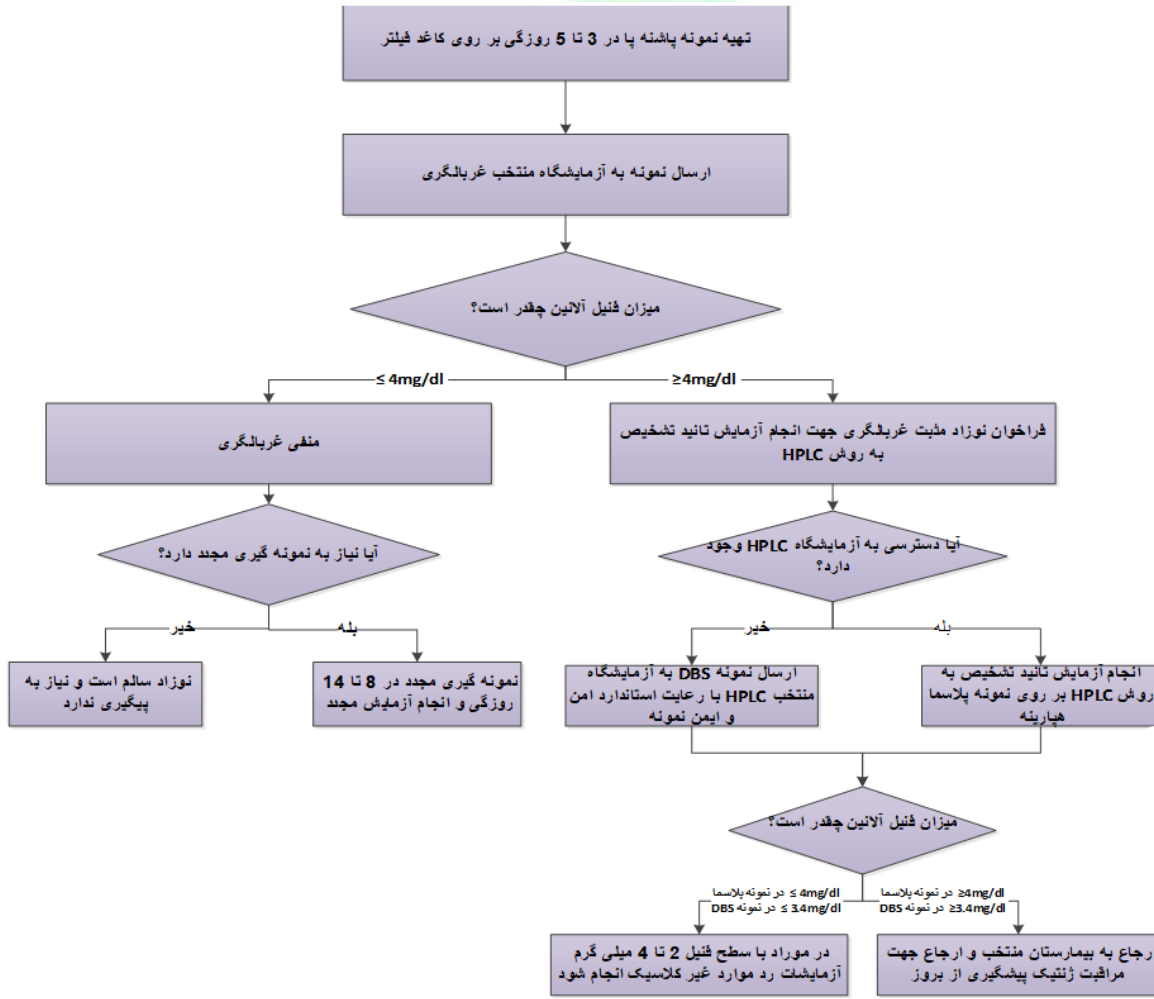 تهیه نمونه پاشنه پا در 3 تا 5 روزگی بر روی کاغذ فیلتر
ارسال نمونه به آزمایشگاه منتخب غربالگری
میزان فنیل آلانین چقدر است؟
≥4mg/dl
≤ 4mg/dl
فراخوان نوزاد مثبت غربالگری جهت انجام آزمایش تائید تشخیص
به روش HPLC
منفی غربالگری
آیا دسترسی به آزمایشگاه HPLC وجود
دارد؟
آیا نیاز به نمونه گیری مجدد دارد؟
بله
خیر
بله
خیر
انجام آزمایش تائید تشخیص به
روش HPLC بر روی نمونه پلاسما
هپارینه
ارسال نمونه DBS به آزمایشگاه
منتخب HPLC با رعایت استاندارد امن
و ایمن نمونه
نمونه گیری مجدد در 8 تا 14
روزگی و انجام آزمایش مجدد
نوزاد سالم است و نیاز به
پیگیری ندارد
میزان فنیل آلانین چقدر است؟
≥4mg/dl در نمونه پلاسما
≥3.4mg/dl در نمونه DBS
≤ 4mg/dl در نمونه پلاسما
≤ 3.4mg/dl در نمونه DBS
ارجاع به بیمارستان منتخب و ارجاع جهت
مراقبت ژنتیک پیشگیری از بروز
در موراد با سطح فنیل 2 تا 4 میلی گرم
آزمایشات رد موارد غیر کلاسیک انجام شود